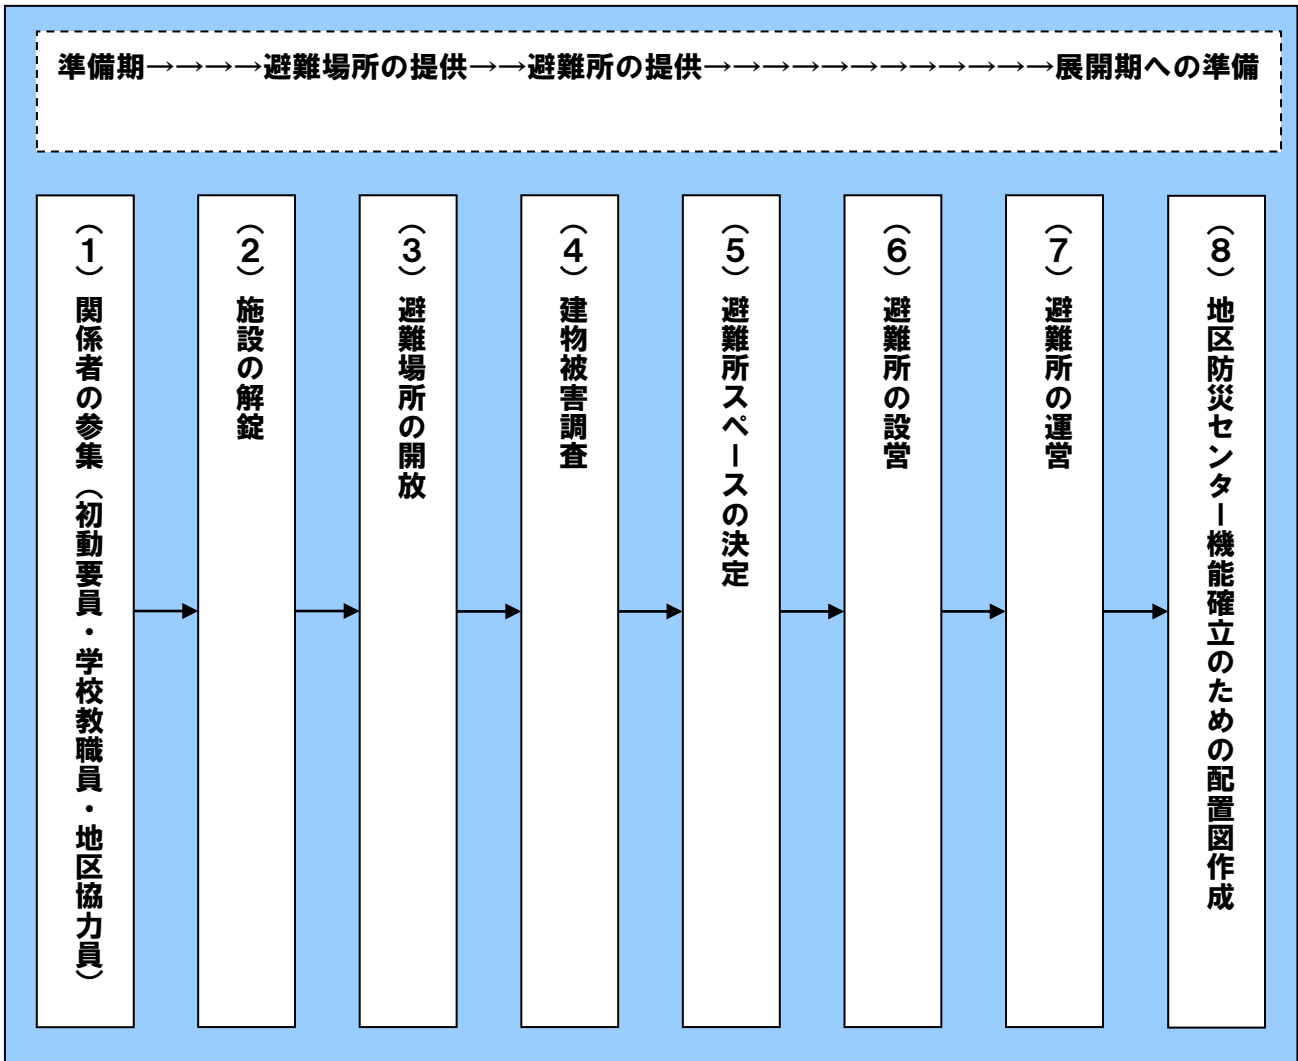 準備期→→→→避難場所の提供→→避難所の提供→→→→→→→→→→→→展開期への準備
（１）関係者の参集（初動要員・学校教職員・地区協力員）
（２）施設の解錠
（３）避難場所の開放
（４）建物被害調査
（５）避難所スペースの決定
（６）避難所の設営
（７）避難所の運営
（８）地区防災センター機能確立のための配置図作成